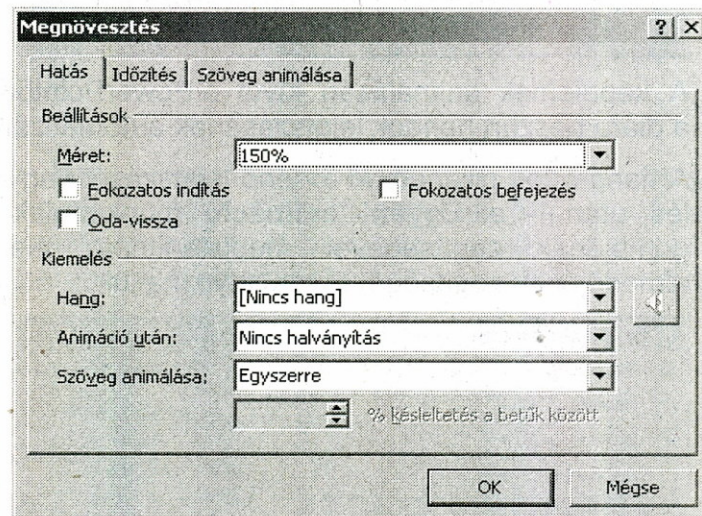 Megnövesztés
Hatás Időzítés Szöveg animálása
Beállítások
Méret: 150%
Fokozatos indítás Fokozatos befejezés
Oda-vissza
Kiemelés
Hang: [Nincs hang]
Animáció után: Nincs halványítás
Szöveg animálása: Egyszerre
% késleltetés a betűk között
OK Mégse